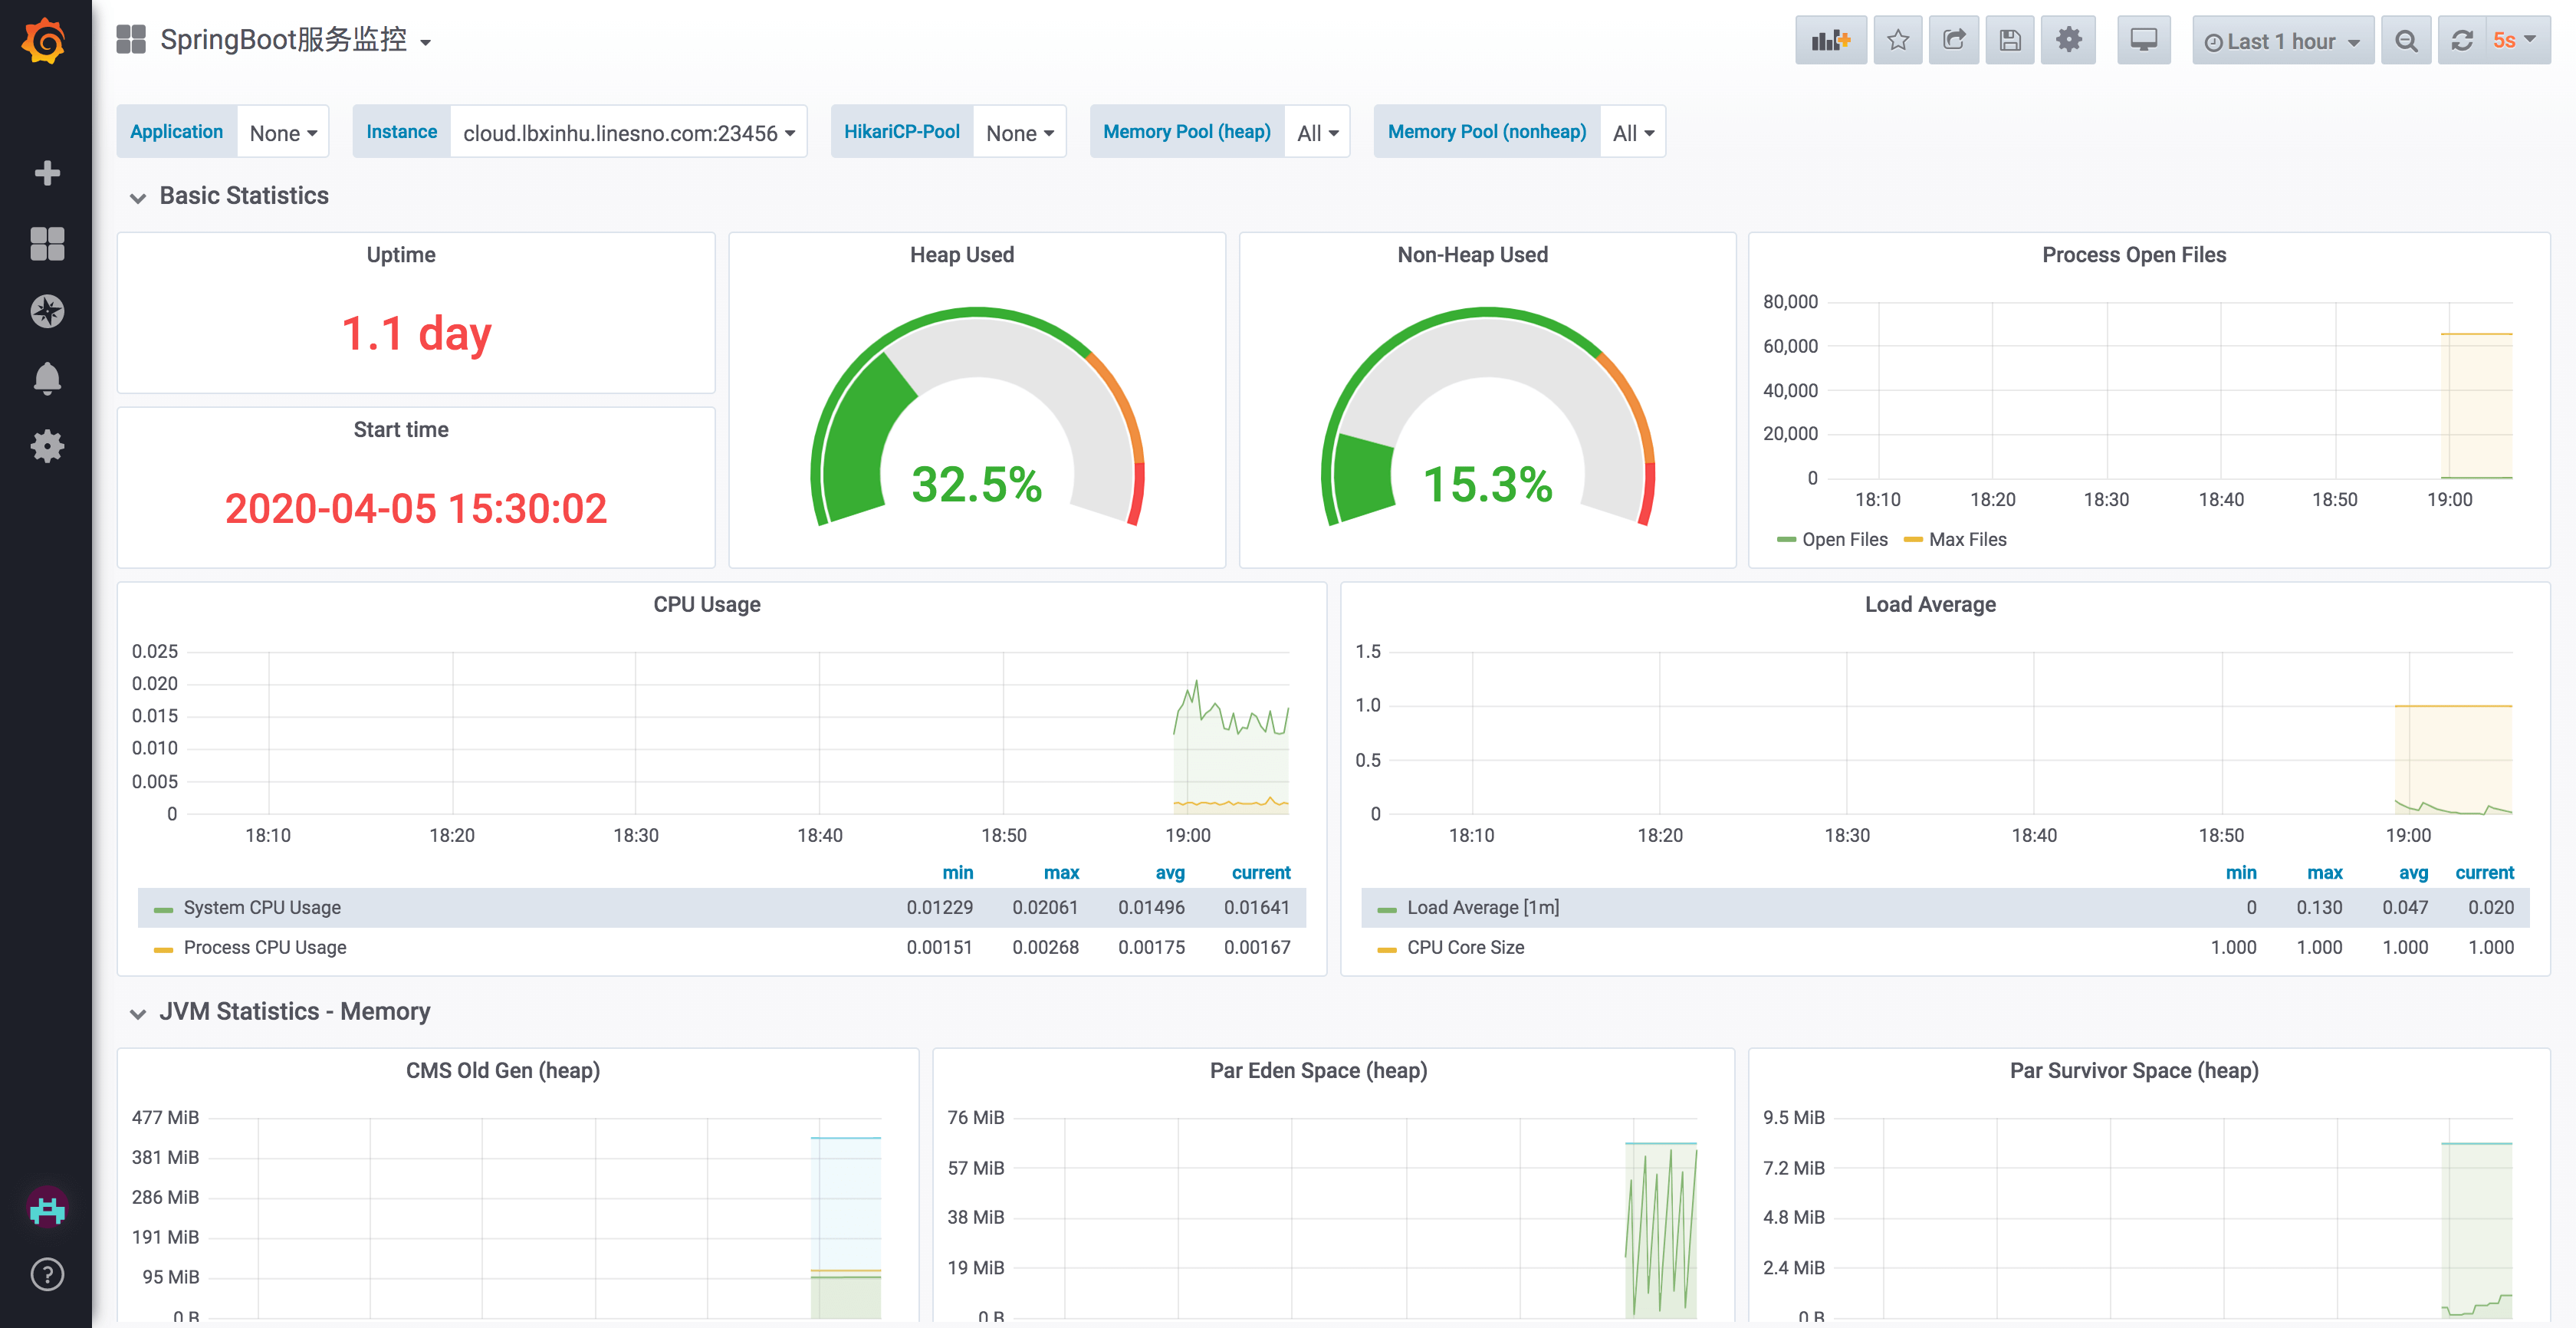 SpringBoot服务监控
Last 1 hour
5s
Application None
Instance cloud.lbxinhu.linesno.com:23456
HikariCP-Pool None
Memory Pool (heap) All
Memory Pool (nonheap) All
Basic Statistics
Uptime
1.1 day
Start time
2020-04-05 15:30:02
Heap Used
32.5%
Non-Heap Used
15.3%
Process Open Files
80,000
60,000
40,000
20,000
0
18:10 18:20 18:30 18:40 18:50 19:00
Open Files Max Files
CPU Usage
0.025
0.020
0.015
0.010
0.005
0
18:10 18:20 18:30 18:40 18:50 19:00
min max avg current
System CPU Usage 0.01229 0.02061 0.01496 0.01641
Process CPU Usage 0.00151 0.00268 0.00175 0.00167
Load Average
1.5
1.0
0.5
0
18:10 18:20 18:30 18:40 18:50 19:00
min max avg current
Load Average [1m] 0 0.130 0.047 0.020
CPU Core Size 1.000 1.000 1.000 1.000
JVM Statistics - Memory
CMS Old Gen (heap)
477 MiB
381 MiB
286 MiB
191 MiB
95 MiB
0 B
Par Eden Space (heap)
76 MiB
57 MiB
38 MiB
19 MiB
0 B
Par Survivor Space (heap)
9.5 MiB
7.2 MiB
4.8 MiB
2.4 MiB
0 B
?